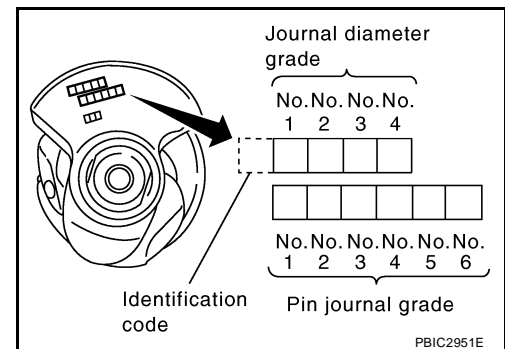 Journal diameter
grade
No. No. No. No.
1 2 3 4
No. No. No. No. No. No.
1 2 3 4 5 6
Identification
code
Pin journal grade
PBIC2951E